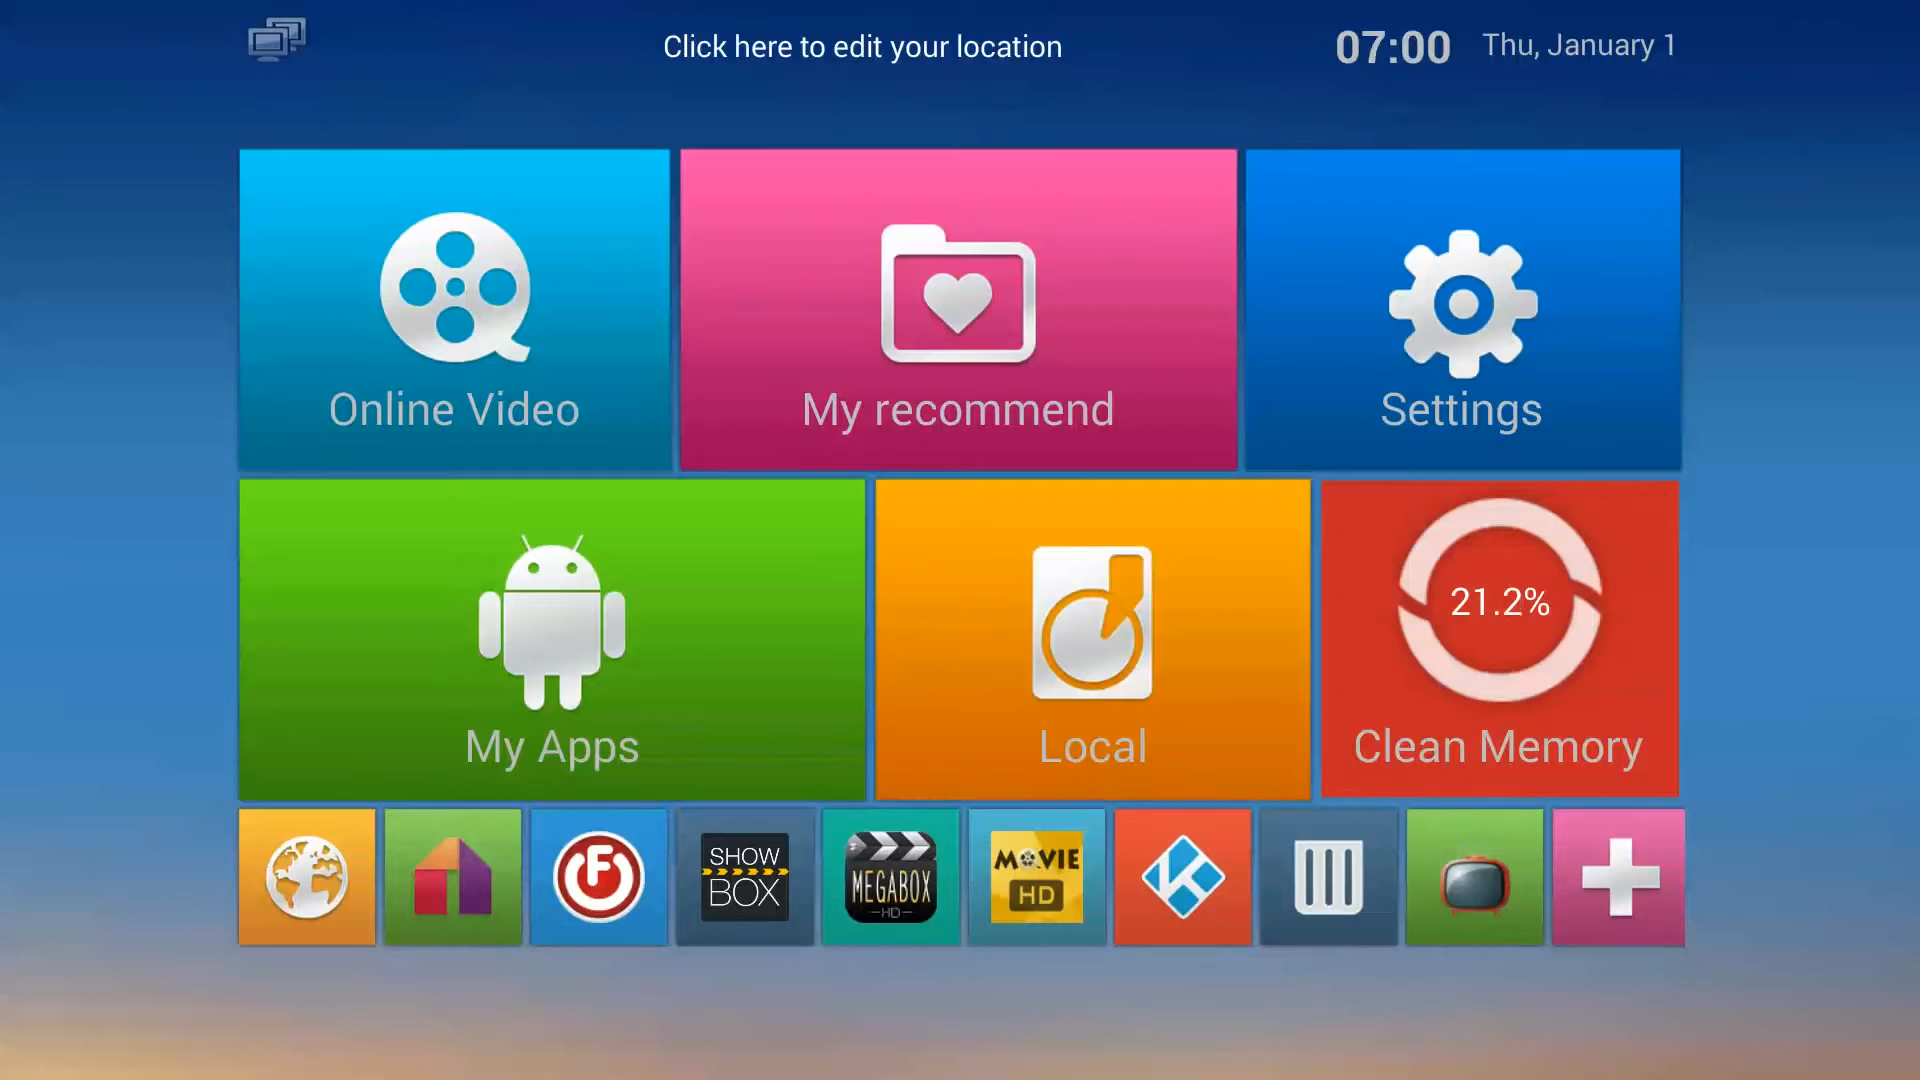 Click here to edit your location
07:00 Thu, January 1
Online Video
My recommend
Settings
21.2%
My Apps
Local
Clean Memory
F
SHOW
BOX
MEGABOX
HD
MOVIE
HD